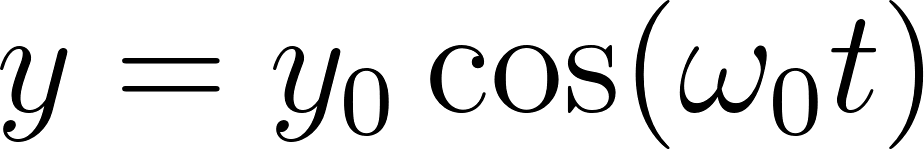 y = y₀ cos(ω₀t)